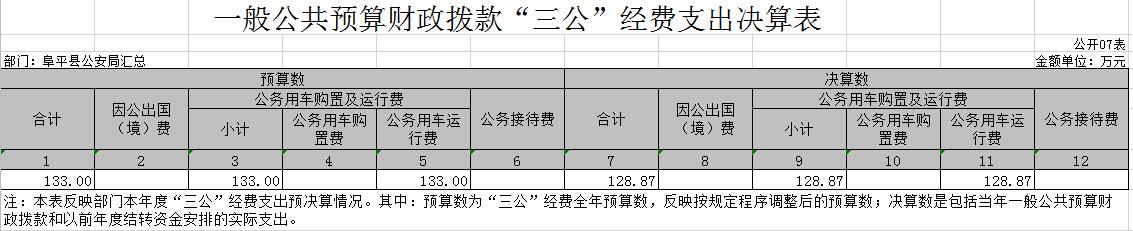 一般公共预算财政拨款“三公”经费支出决算表
公开07表
部门：阜平县公安局汇总 金额单位：万元
预算数 决算数
合计 因公出国（境）费 公务用车购置及运行费 公务接待费 合计 因公出国（境）费 公务用车购置及运行费 公务接待费
小计 公务用车购置费 公务用车运行费 小计 公务用车购置费 公务用车运行费
1 2 3 4 5 6 7 8 9 10 11 12
133.00 133.00 133.00 128.87 128.87 128.87
注：本表反映部门本年度“三公”经费支出预决算情况。其中：预算数为“三公”经费全年预算数，反映按规定程序调整后的预算数；决算数是包括当年一般公共预算财
政拨款和以前年度结转资金安排的实际支出。